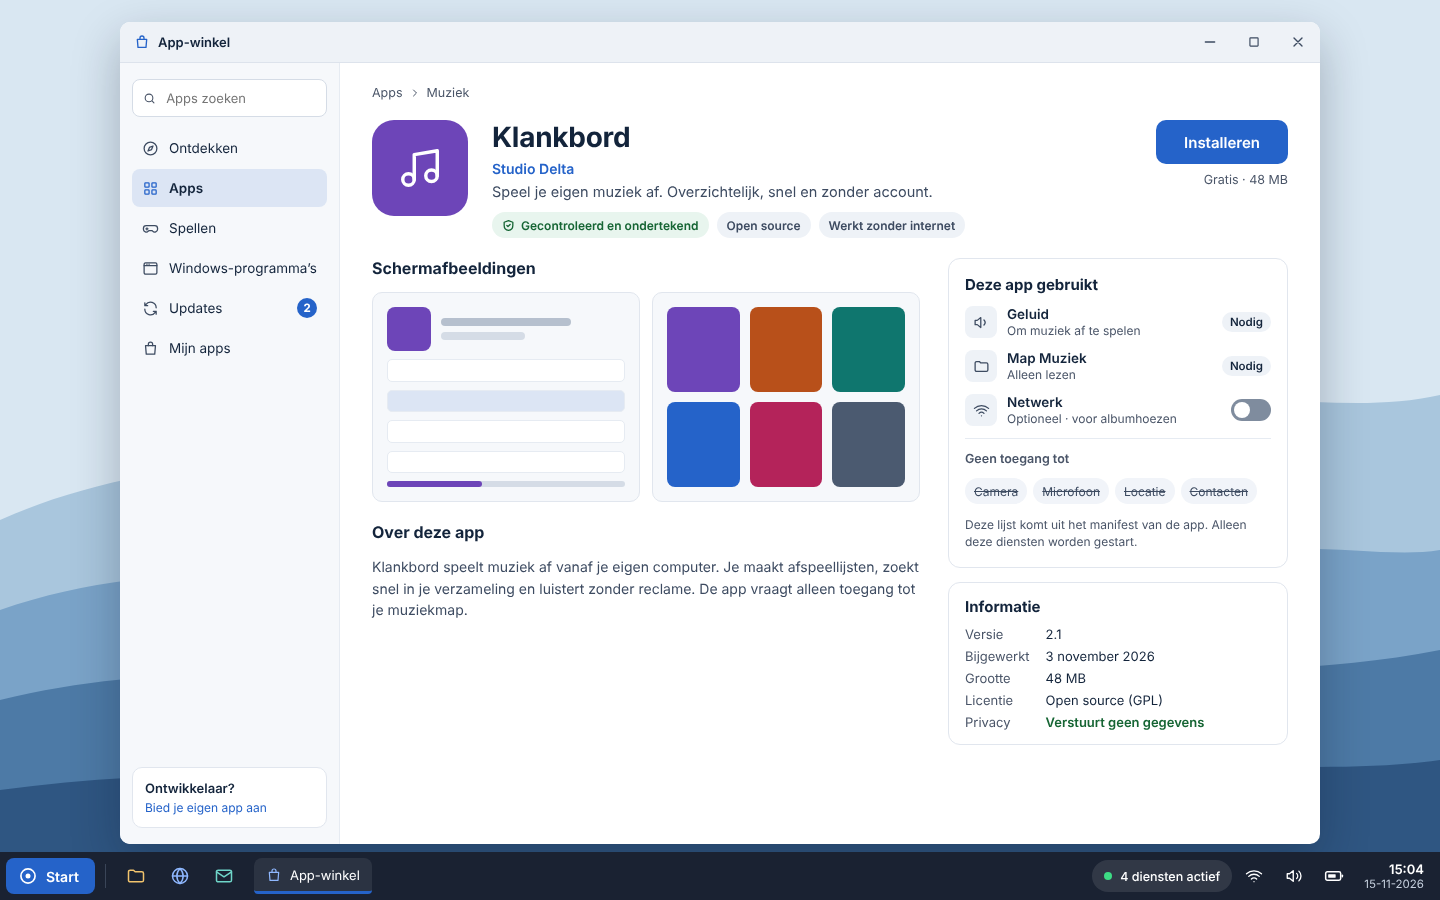 App-winkel
Apps zoeken
Ontdekken
Apps
Spellen
Windows-programma’s
Updates
2
Mijn apps
Ontwikkelaar?
Bied je eigen app aan
Apps
Muziek
Klankbord
Studio Delta
Speel je eigen muziek af. Overzichtelijk, snel en zonder account.
Gecontroleerd en ondertekend
Open source
Werkt zonder internet
Installeren
Gratis · 48 MB
Schermafbeeldingen
Over deze app
Klankbord speelt muziek af vanaf je eigen computer. Je maakt afspeellijsten, zoekt
snel in je verzameling en luistert zonder reclame. De app vraagt alleen toegang tot
je muziekmap.
Deze app gebruikt
Geluid
Om muziek af te spelen
Nodig
Map Muziek
Alleen lezen
Nodig
Netwerk
Optioneel · voor albumhoezen
Geen toegang tot
Camera Microfoon Locatie Contacten
Deze lijst komt uit het manifest van de app. Alleen
deze diensten worden gestart.
Informatie
Versie 2.1
Bijgewerkt 3 november 2026
Grootte 48 MB
Licentie Open source (GPL)
Privacy Verstuurt geen gegevens
Start
App-winkel
4 diensten actief
15:04
15-11-2026